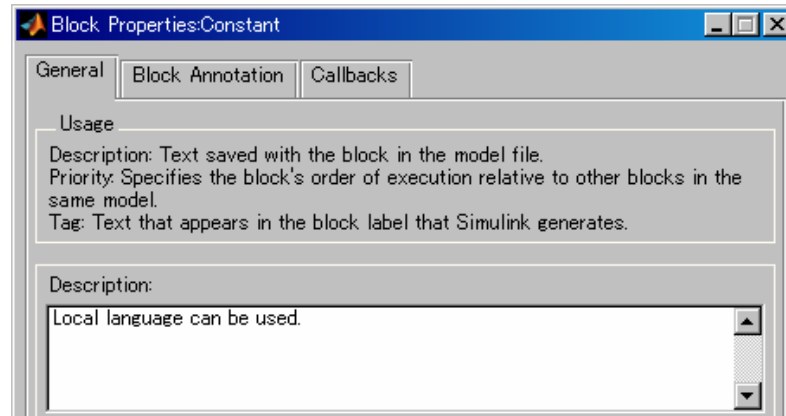 Block Properties:Constant
General Block Annotation Callbacks
Usage
Description: Text saved with the block in the model file.
Priority: Specifies the block's order of execution relative to other blocks in the
same model.
Tag: Text that appears in the block label that Simulink generates.
Description:
Local language can be used.